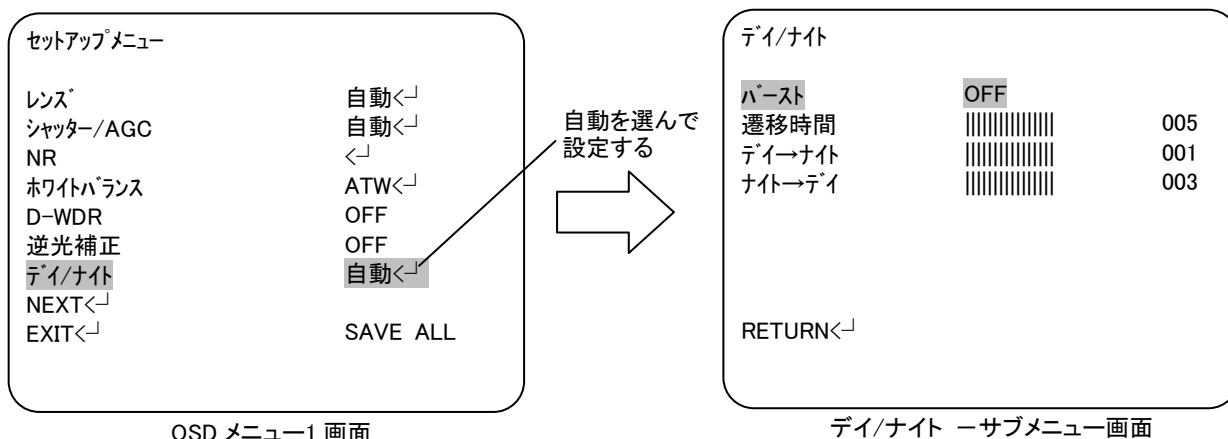 セットアップメニュー
レンズ 自動<┘
シャッター/AGC 自動<┘
NR <┘
ホワイトバランス ATW<┘
D-WDR OFF
逆光補正 OFF
デイ/ナイト 自動<┘
NEXT<┘
EXIT<┘ SAVE ALL
OSD メニュー1 画面
自動を選んで
設定する
デイ/ナイト
バースト OFF
遷移時間 ||||||||||||||| 005
デイ→ナイト ||||||||||||||| 001
ナイト→デイ ||||||||||||||| 003
RETURN<┘
デイ/ナイト －サブメニュー画面